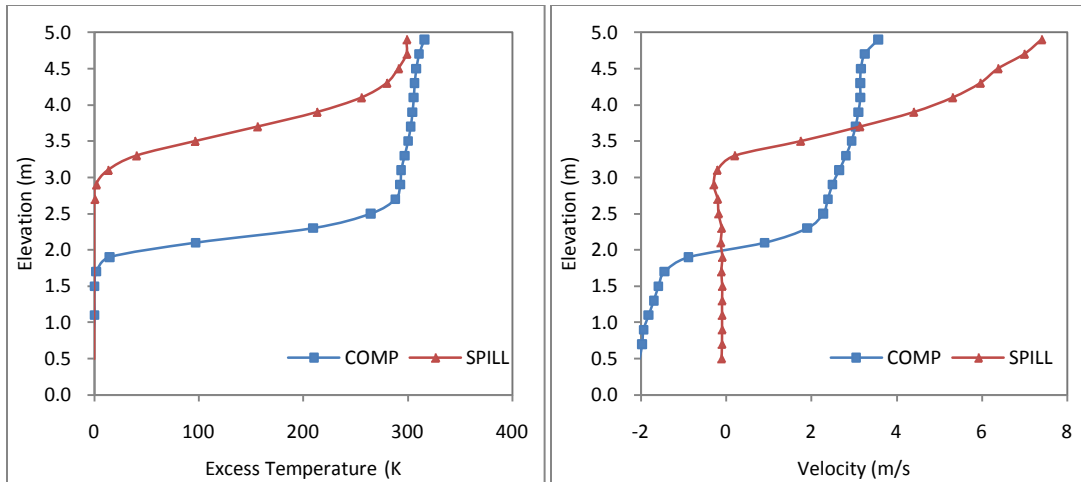 5.0
4.5
4.0
3.5
3.0
2.5
2.0
1.5
1.0
0.5
0.0
Elevation (m)
COMP SPILL
0 100 200 300 400
Excess Temperature (K
5.0
4.5
4.0
3.5
3.0
2.5
2.0
1.5
1.0
0.5
0.0
Elevation (m)
COMP SPILL
-2 0 2 4 6 8
Velocity (m/s